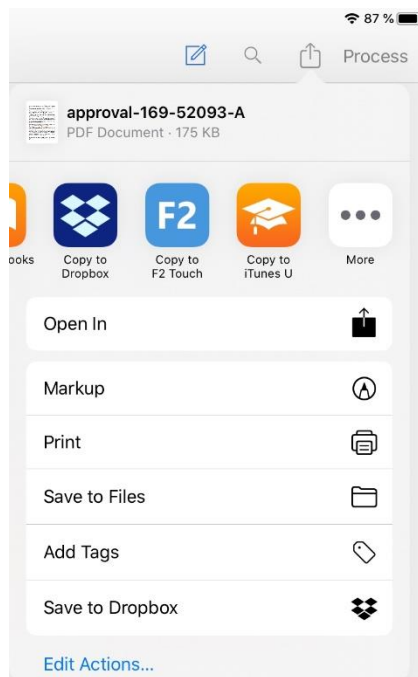 87 %
Process
approval-169-52093-A
PDF Document · 175 KB
F2
ooks
Copy to
Dropbox
Copy to
F2 Touch
Copy to
iTunes U
More
Open In
Markup
Print
Save to Files
Add Tags
Save to Dropbox
Edit Actions...